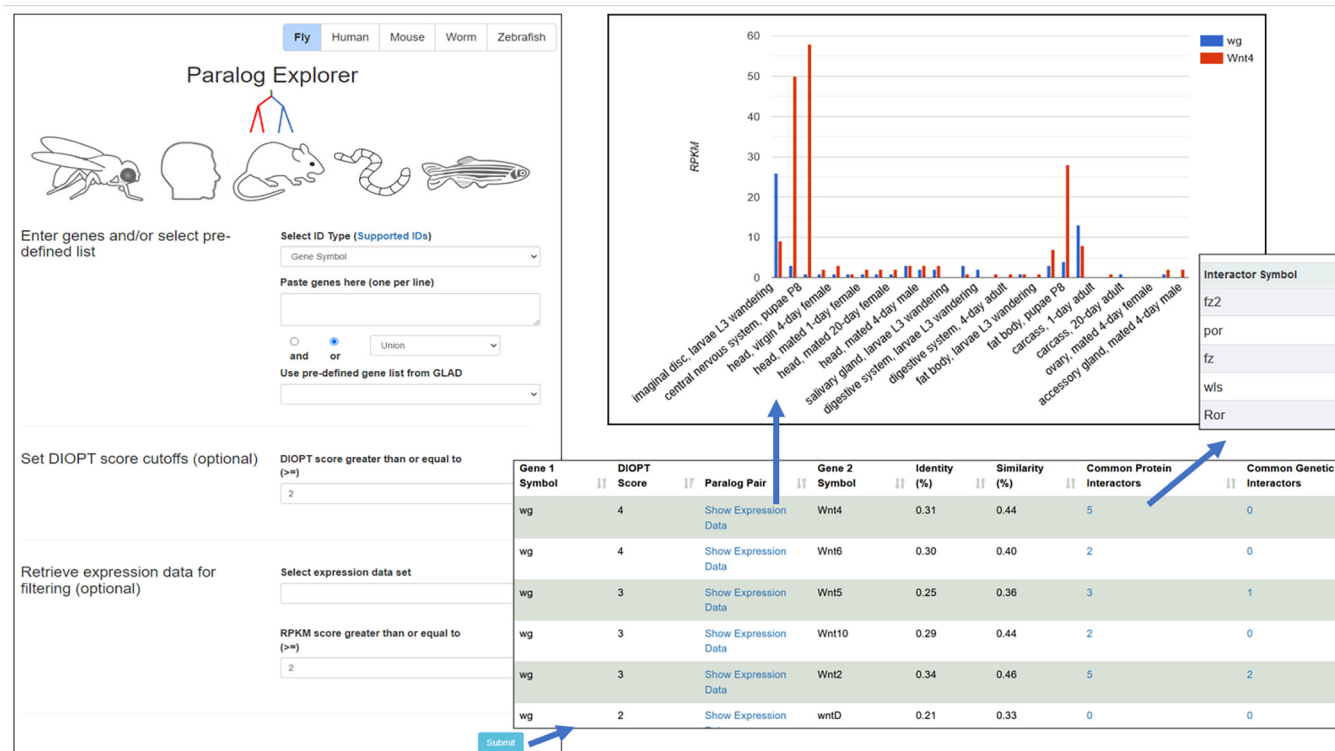 Fly Human Mouse Worm Zebrafish
Paralog Explorer
Enter genes and/or select pre-
defined list
Select ID Type (Supported IDs)
Gene Symbol
Paste genes here (one per line)
and or Union
Use pre-defined gene list from GLAD
Set DIOPT score cutoffs (optional)
DIOPT score greater than or equal to
(>=)
2
Retrieve expression data for
filtering (optional)
Select expression data set
RPKM score greater than or equal to
(>=)
2
Submit
60
50
40
30
20
10
0
RPKM
wg
Wnt4
imaginal disc, larvae L3 wandering
central nervous system, pupae P8
head, virgin 4-day female
head, mated 1-day female
head, mated 20-day female
head, mated 4-day male
salivary gland, larvae L3 wandering
digestive system, larvae L3 wandering
digestive system, 4-day adult
fat body, larvae L3 wandering
fat body, pupae P8
carcass, 1-day adult
carcass, 20-day adult
ovary, mated 4-day female
accessory gland, mated 4-day male
Interactor Symbol
fz2
por
fz
wls
Ror
Gene 1 DIOPT Gene 2 Identity Similarity Common Protein Common Genetic
Symbol Score Paralog Pair Symbol (%) (%) Interactors Interactors
wg 4 Show Expression Wnt4 0.31 0.44 5 0
Data
wg 4 Show Expression Wnt6 0.30 0.40 2 0
Data
wg 3 Show Expression Wnt5 0.25 0.36 3 1
Data
wg 3 Show Expression Wnt10 0.29 0.44 2 0
Data
wg 3 Show Expression Wnt2 0.34 0.46 5 2
Data
wg 2 Show Expression wntD 0.21 0.33 0 0